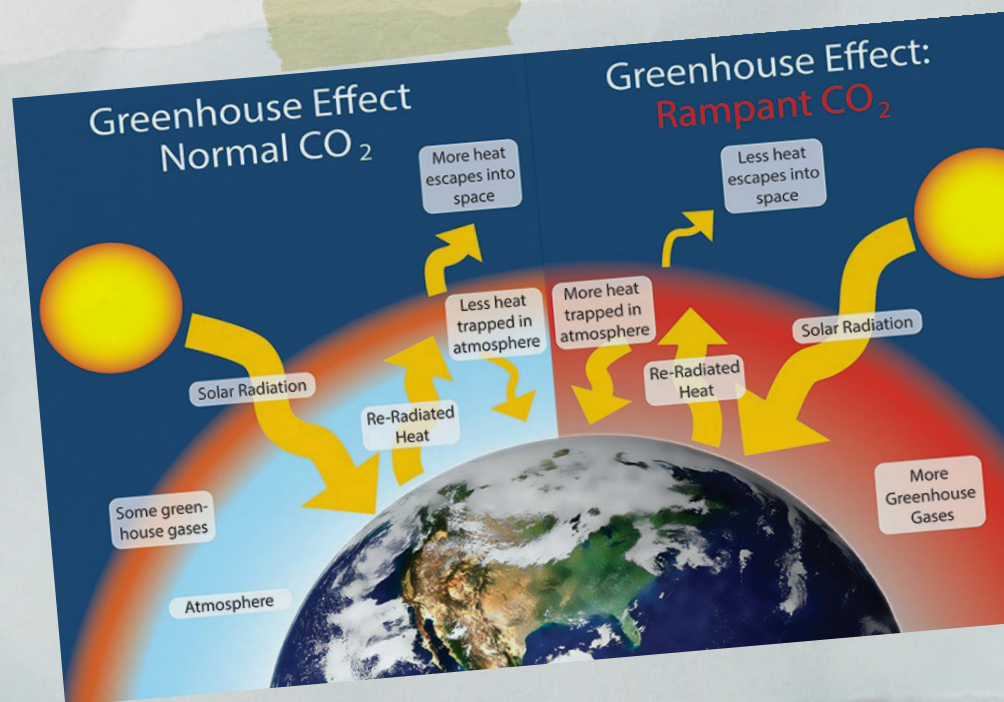 Greenhouse Effect
Normal CO2
More heat
escapes into
space
Less heat
trapped in
atmosphere
Solar Radiation
Re-Radiated
Heat
Some green-
house gases
Atmosphere
Greenhouse Effect:
Rampant CO2
Less heat
escapes into
space
More heat
trapped in
atmosphere
Solar Radiation
Re-Radiated
Heat
More
Greenhouse
Gases